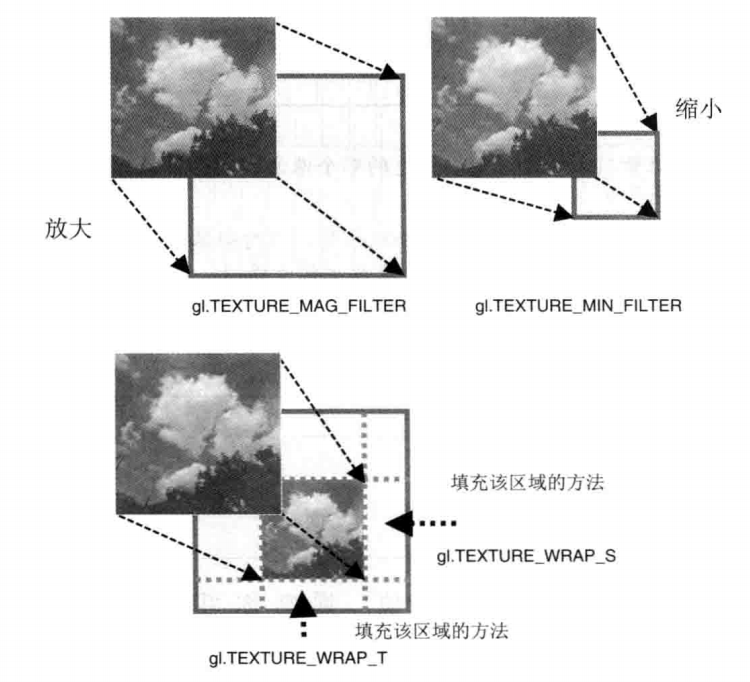 缩小
放大
gl.TEXTURE_MAG_FILTER
gl.TEXTURE_MIN_FILTER
填充该区域的方法
gl.TEXTURE_WRAP_S
填充该区域的方法
gl.TEXTURE_WRAP_T